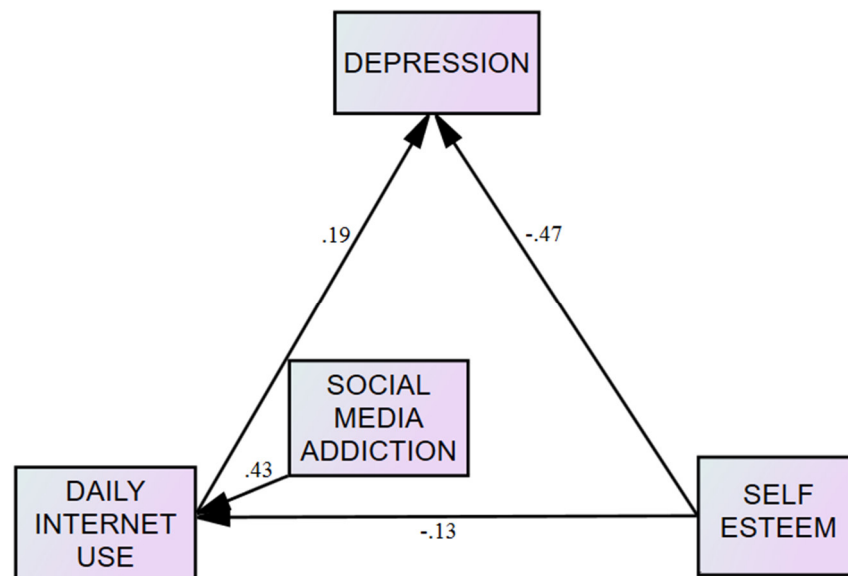 DEPRESSION
.19
-.47
SOCIAL
MEDIA
ADDICTION
.43
DAILY
INTERNET
USE
-.13
SELF
ESTEEM